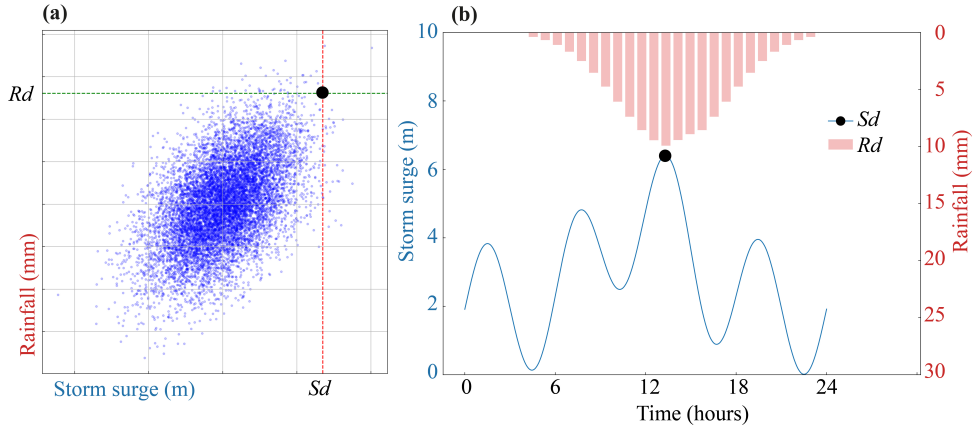 (a)
Rd
Rainfall (mm)
Storm surge (m)
Sd
(b)
10
8
6
4
2
0
Storm surge (m)
0
5
10
15
20
25
30
Rainfall (mm)
Sd
Rd
0
6
12
18
24
Time (hours)